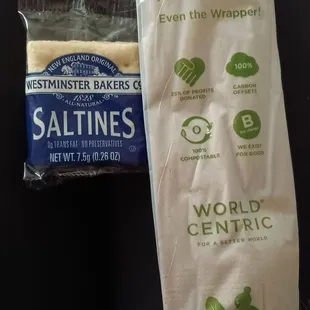 NEW ENGLAND ORIGINAL
WESTMINSTER BAKERS CO
1828
ALL-NATURAL
SALTINES
0g TRANS FAT · NO PRESERVATIVES
NET WT. 7.5g (0.26 OZ)
Even the Wrapper!
25% OF PROFITS
DONATED
100%
CARBON
OFFSETS
100%
COMPOSTABLE
B
WE EXIST
FOR GOOD
WORLD
CENTRIC
FOR A BETTER WORLD